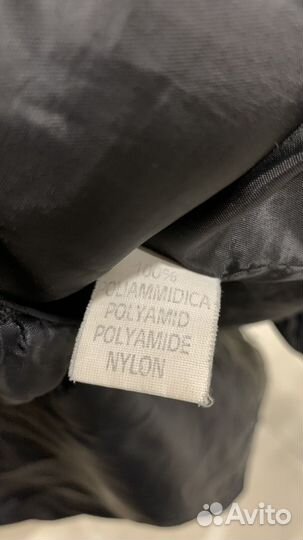 100%
POLIAMMIDICA
POLYAMID
POLYAMIDE
NYLON
Avito